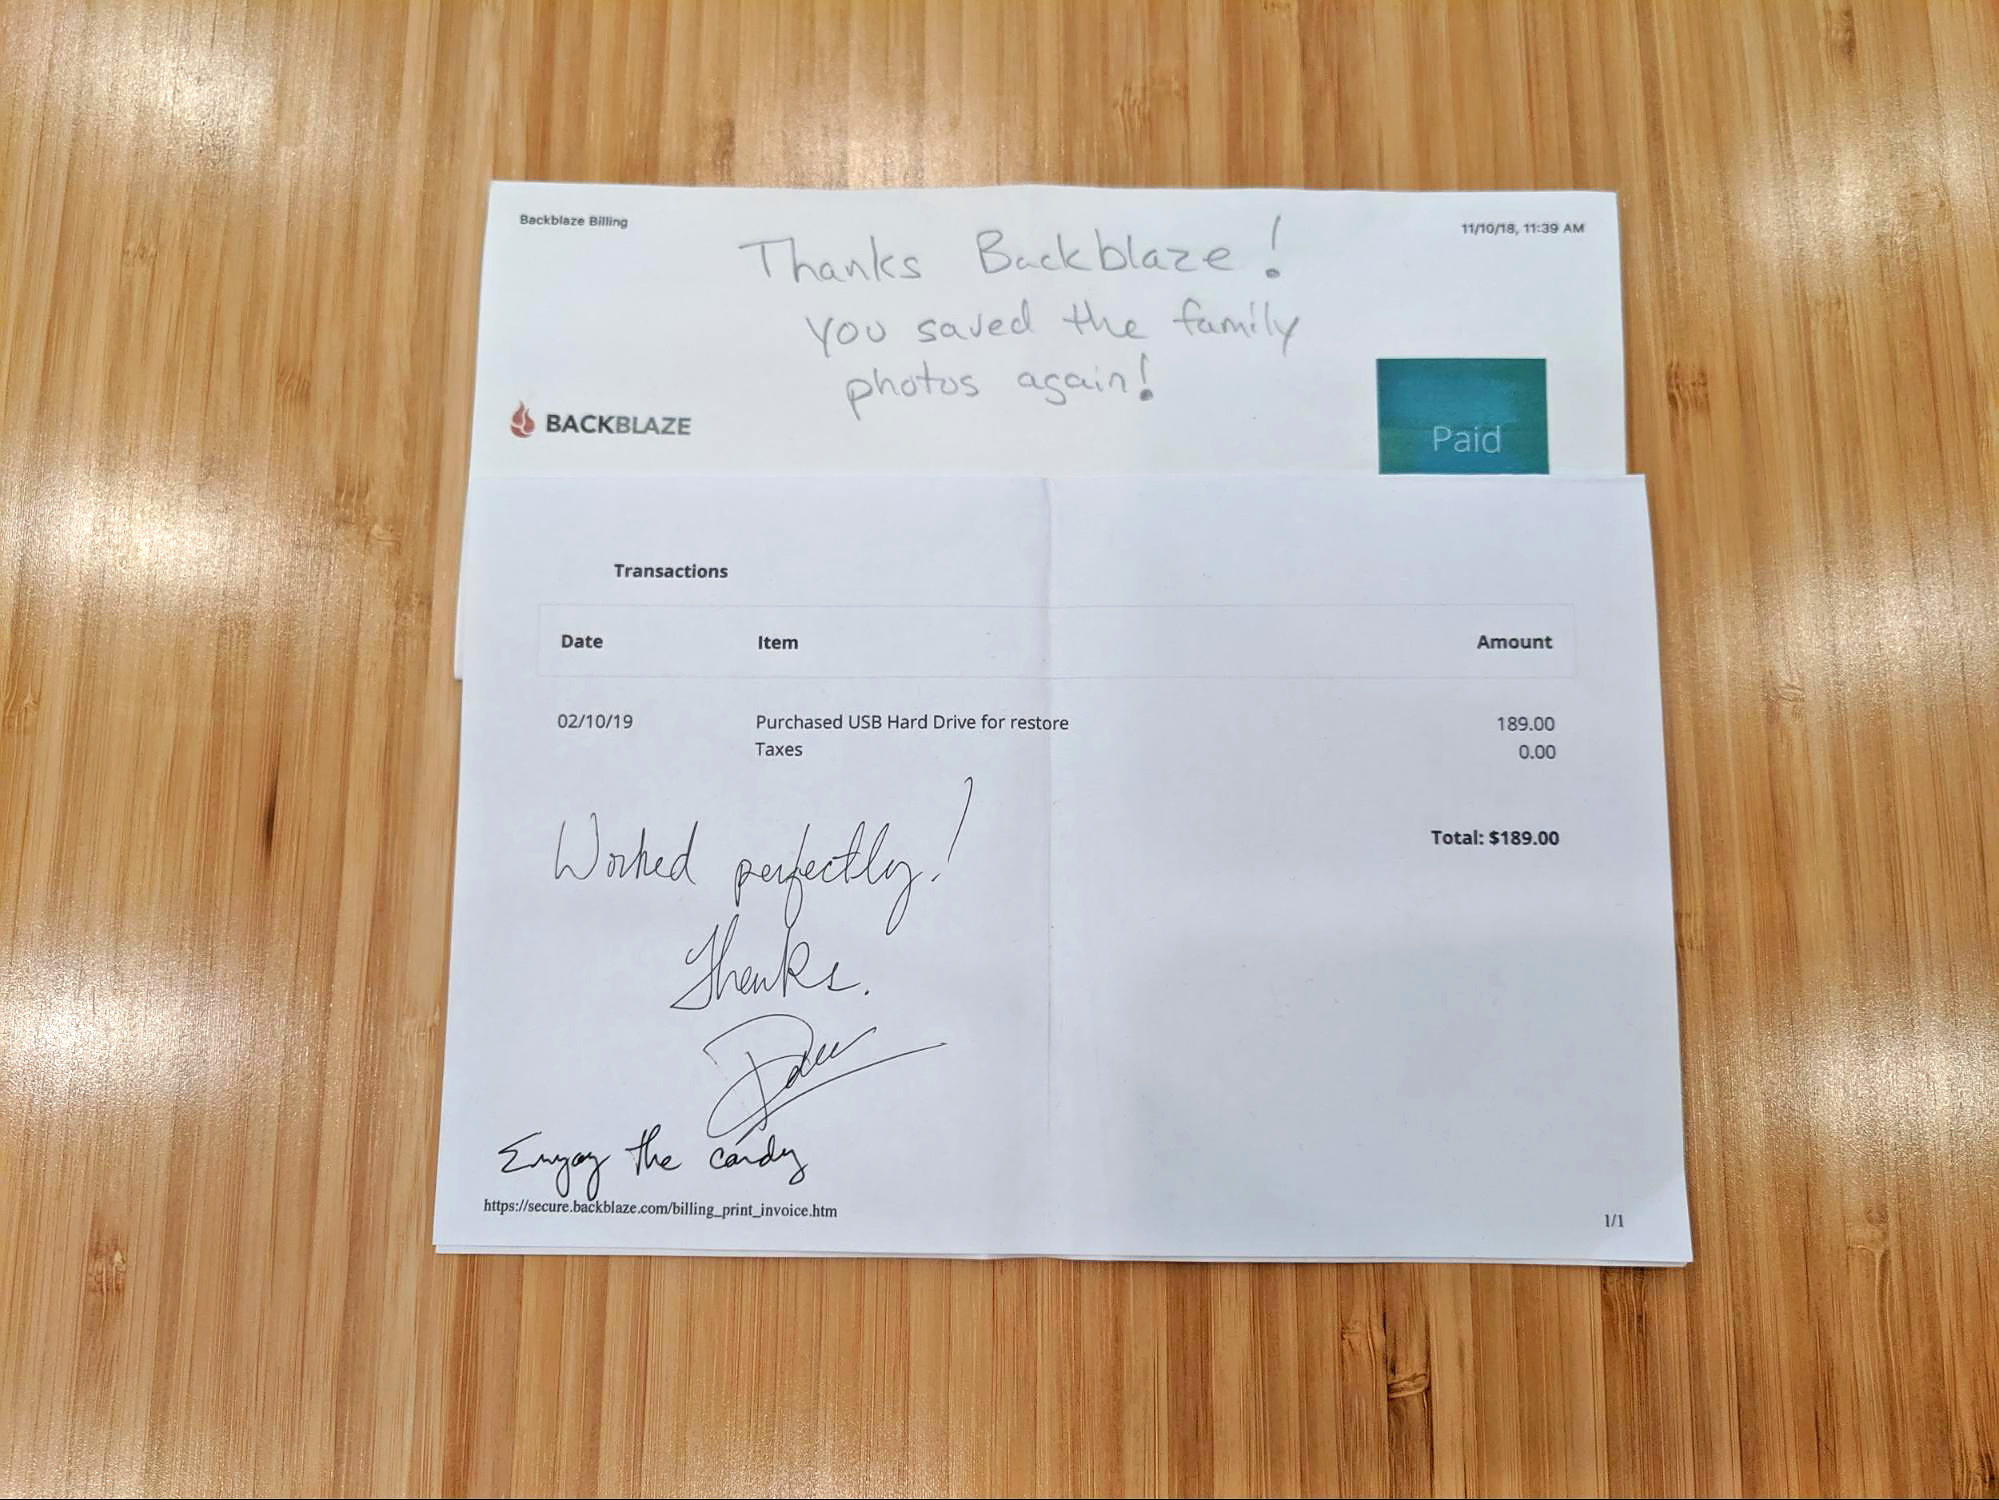 Backblaze Billing
11/10/18, 11:39 AM
Thanks Backblaze!
You saved the family
photos again!
BACKBLAZE
Paid
Transactions
Date Item Amount
02/10/19 Purchased USB Hard Drive for restore 189.00
Taxes 0.00
Total: $189.00
Worked perfectly!
Thanks.
Enjoy the candy
https://secure.backblaze.com/billing_print_invoice.htm
1/1